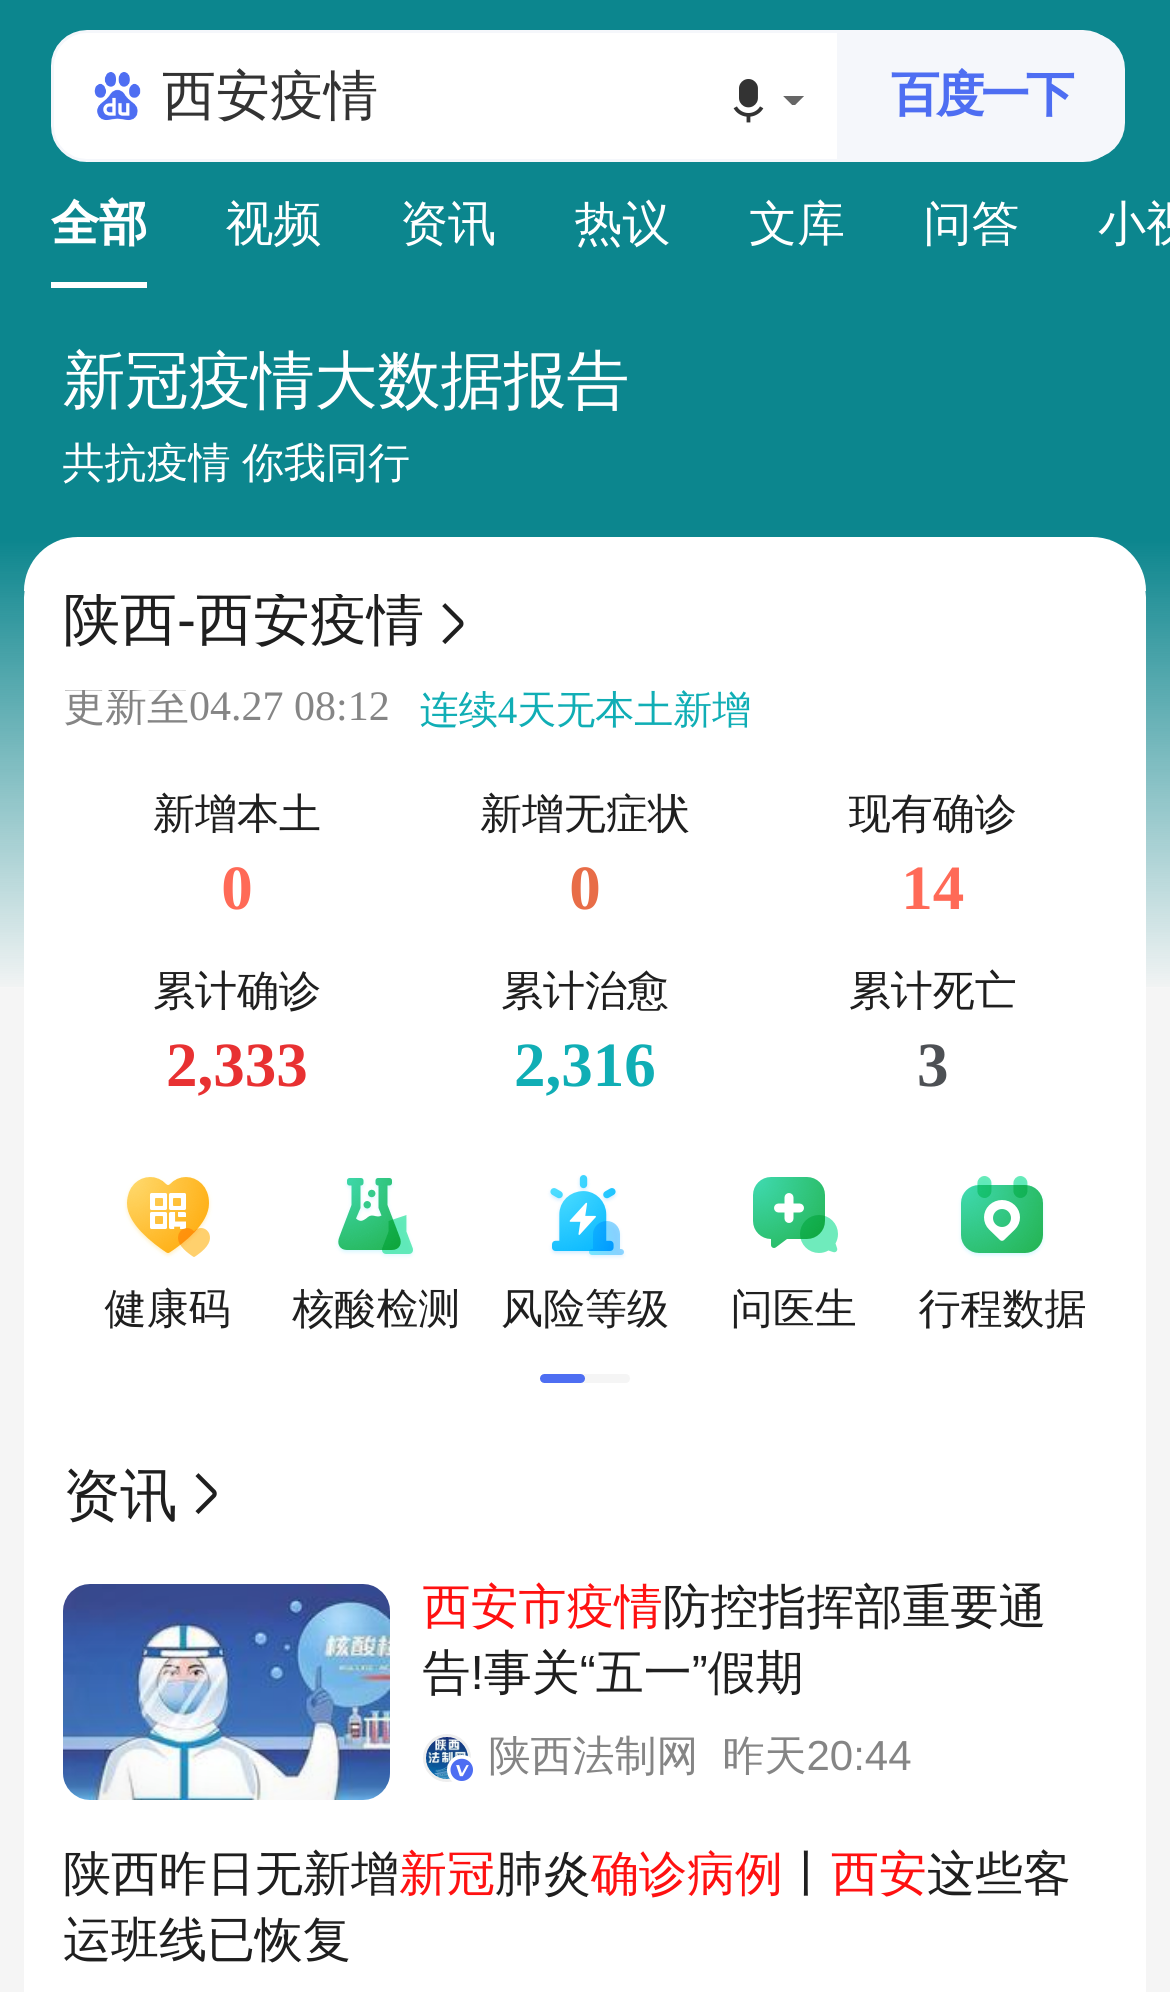 du 西安疫情 百度一下
全部 视频 资讯 热议 文库 问答 小视
新冠疫情大数据报告
共抗疫情 你我同行
陕西-西安疫情
更新至04.27 08:12 连续4天无本土新增
新增本土 新增无症状 现有确诊
0 0 14
累计确诊 累计治愈 累计死亡
2,333 2,316 3
健康码 核酸检测 风险等级 问医生 行程数据
资讯
核酸检
西安市疫情防控指挥部重要通
告!事关“五一”假期
陕西
法制网
陕西法制网 昨天20:44
陕西昨日无新增新冠肺炎确诊病例丨西安这些客
运班线已恢复